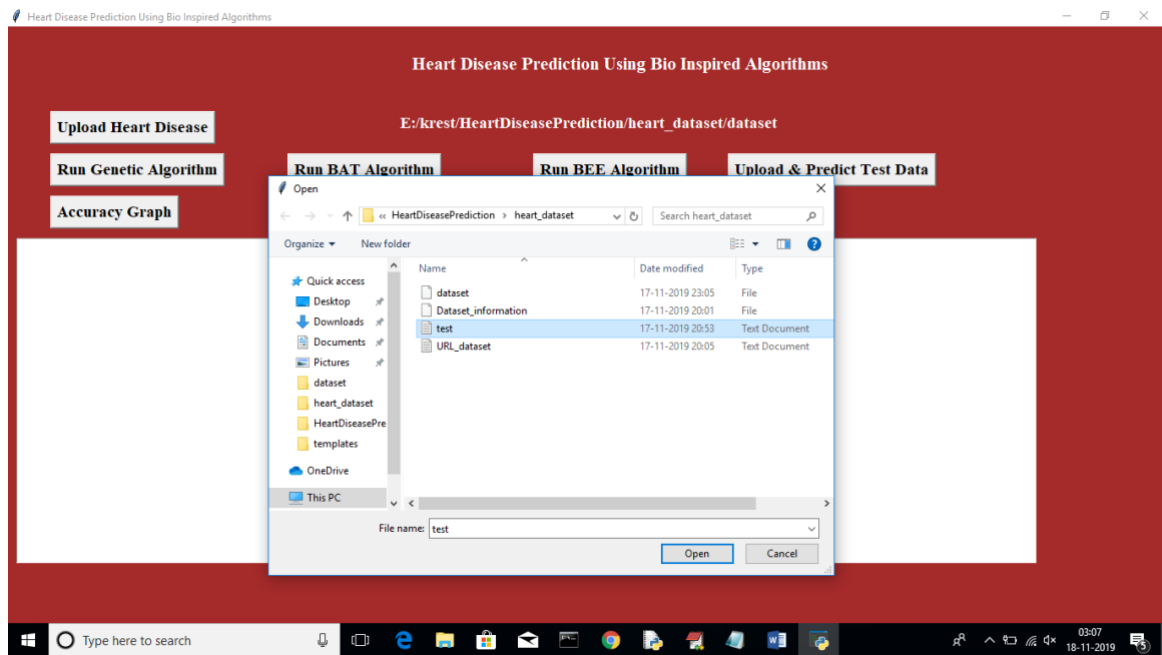 Heart Disease Prediction Using Bio Inspired Algorithms
Heart Disease Prediction Using Bio Inspired Algorithms
Upload Heart Disease
E:/krest/HeartDiseasePrediction/heart_dataset/dataset
Run Genetic Algorithm
Run BAT Algorithm
Run BEE Algorithm
Upload & Predict Test Data
Accuracy Graph
Open
« HeartDiseasePrediction › heart_dataset
Search heart_dataset
Organize
New folder
Quick access
Desktop
Downloads
Documents
Pictures
dataset
heart_dataset
HeartDiseasePre
templates
OneDrive
This PC
Name Date modified Type
dataset 17-11-2019 23:05 File
Dataset_information 17-11-2019 20:01 File
test 17-11-2019 20:53 Text Document
URL_dataset 17-11-2019 20:05 Text Document
File name: test
Open
Cancel
Type here to search
03:07
18-11-2019
5